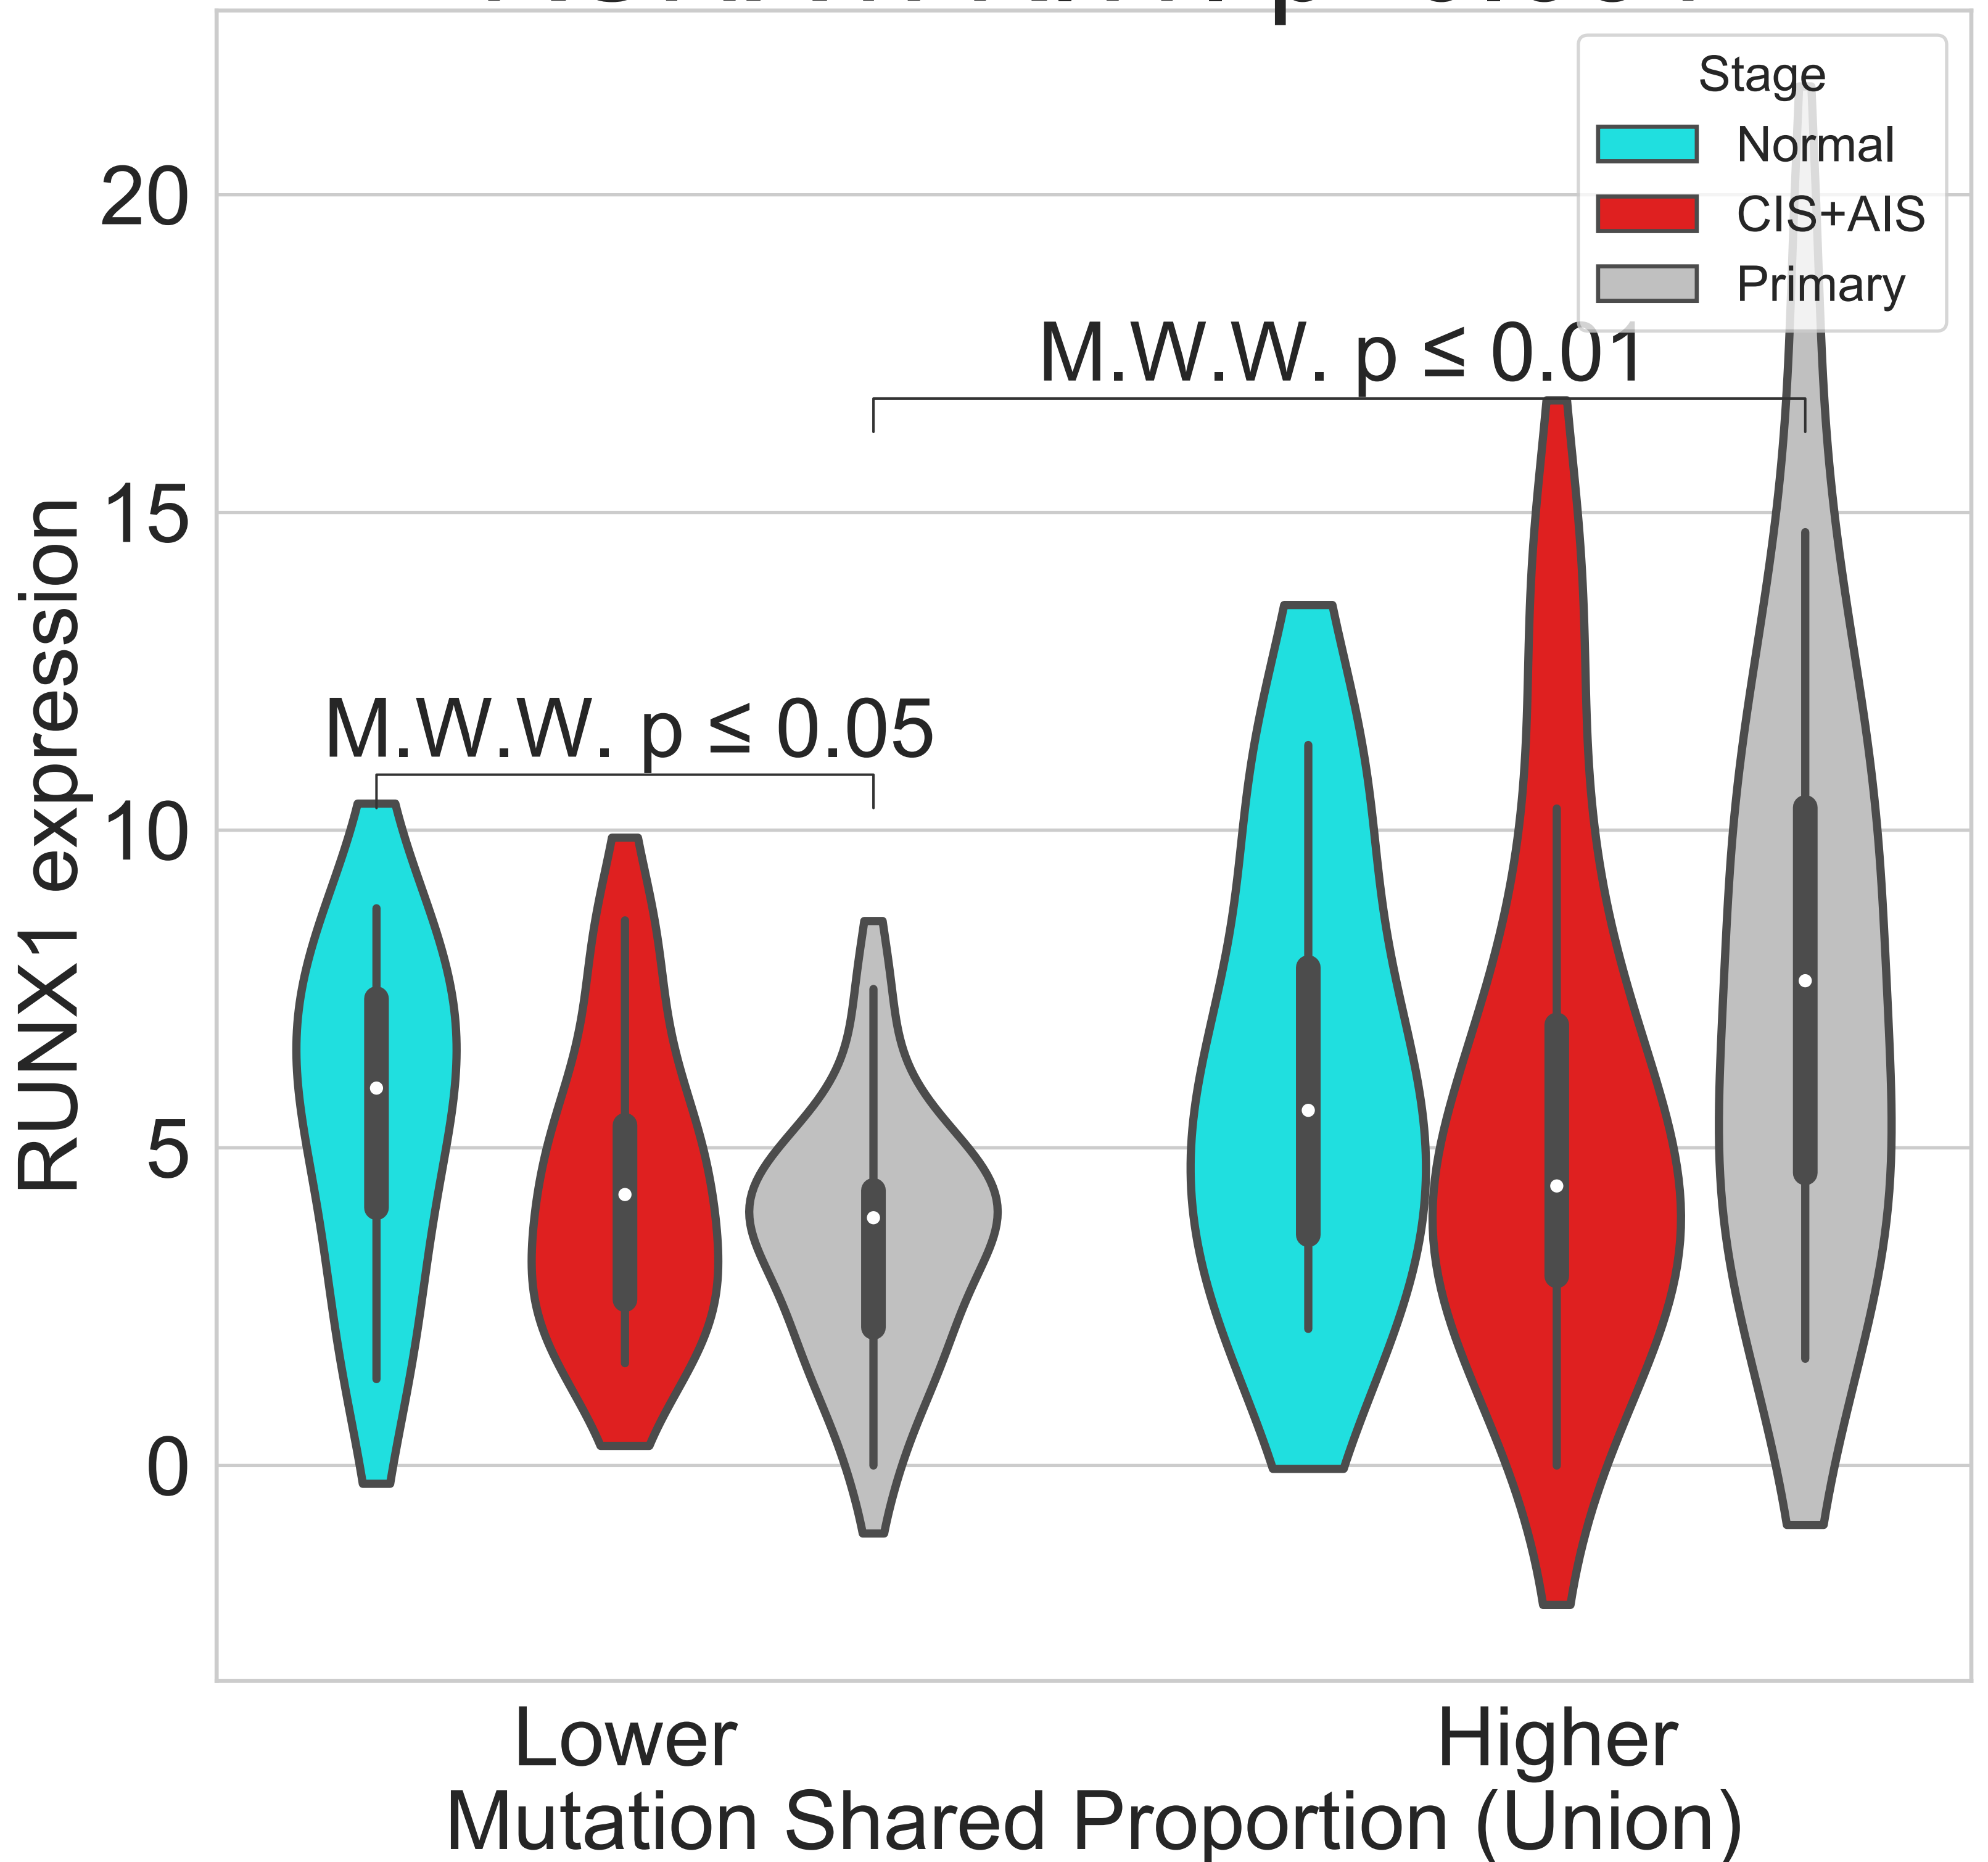 Stage
Normal
CIS+AIS
Primary
M.W.W. p ≤ 0.01
M.W.W. p ≤ 0.05
20
15
10
5
0
RUNX1 expression
Lower
Higher
Mutation Shared Proportion (Union)